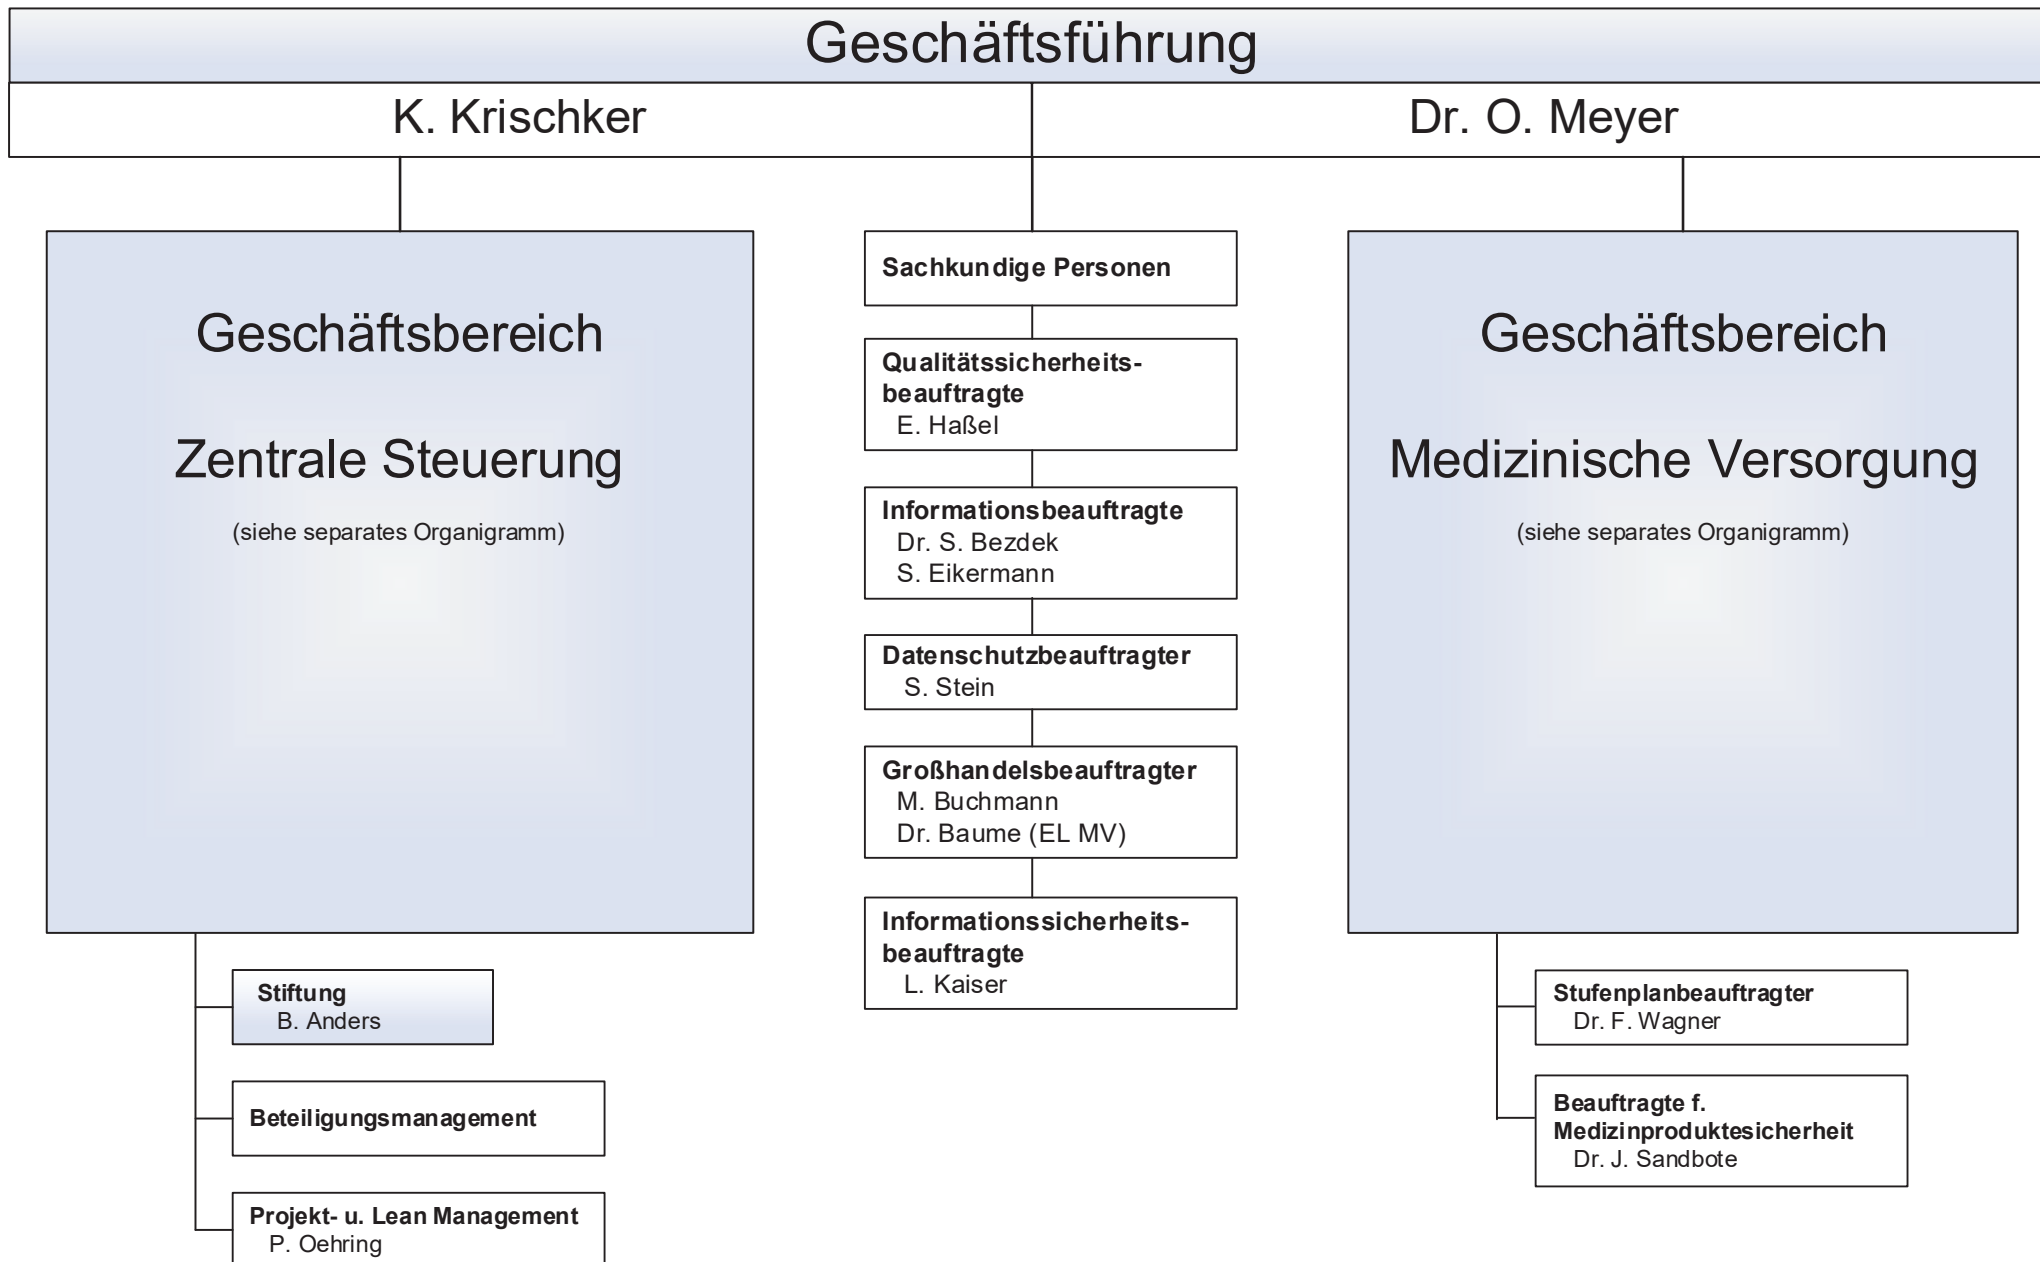 Geschäftsführung
K. Krischker
Dr. O. Meyer
Geschäftsbereich
Zentrale Steuerung
(siehe separates Organigramm)
Stiftung
B. Anders
Beteiligungsmanagement
Projekt- u. Lean Management
P. Oehring
Sachkundige Personen
Qualitätssicherheits-
beauftragte
E. Haßel
Informationsbeauftragte
Dr. S. Bezdek
S. Eikermann
Datenschutzbeauftragter
S. Stein
Großhandelsbeauftragter
M. Buchmann
Dr. Baume (EL MV)
Informationssicherheits-
beauftragte
L. Kaiser
Geschäftsbereich
Medizinische Versorgung
(siehe separates Organigramm)
Stufenplanbeauftragter
Dr. F. Wagner
Beauftragte f.
Medizinproduktesicherheit
Dr. J. Sandbote